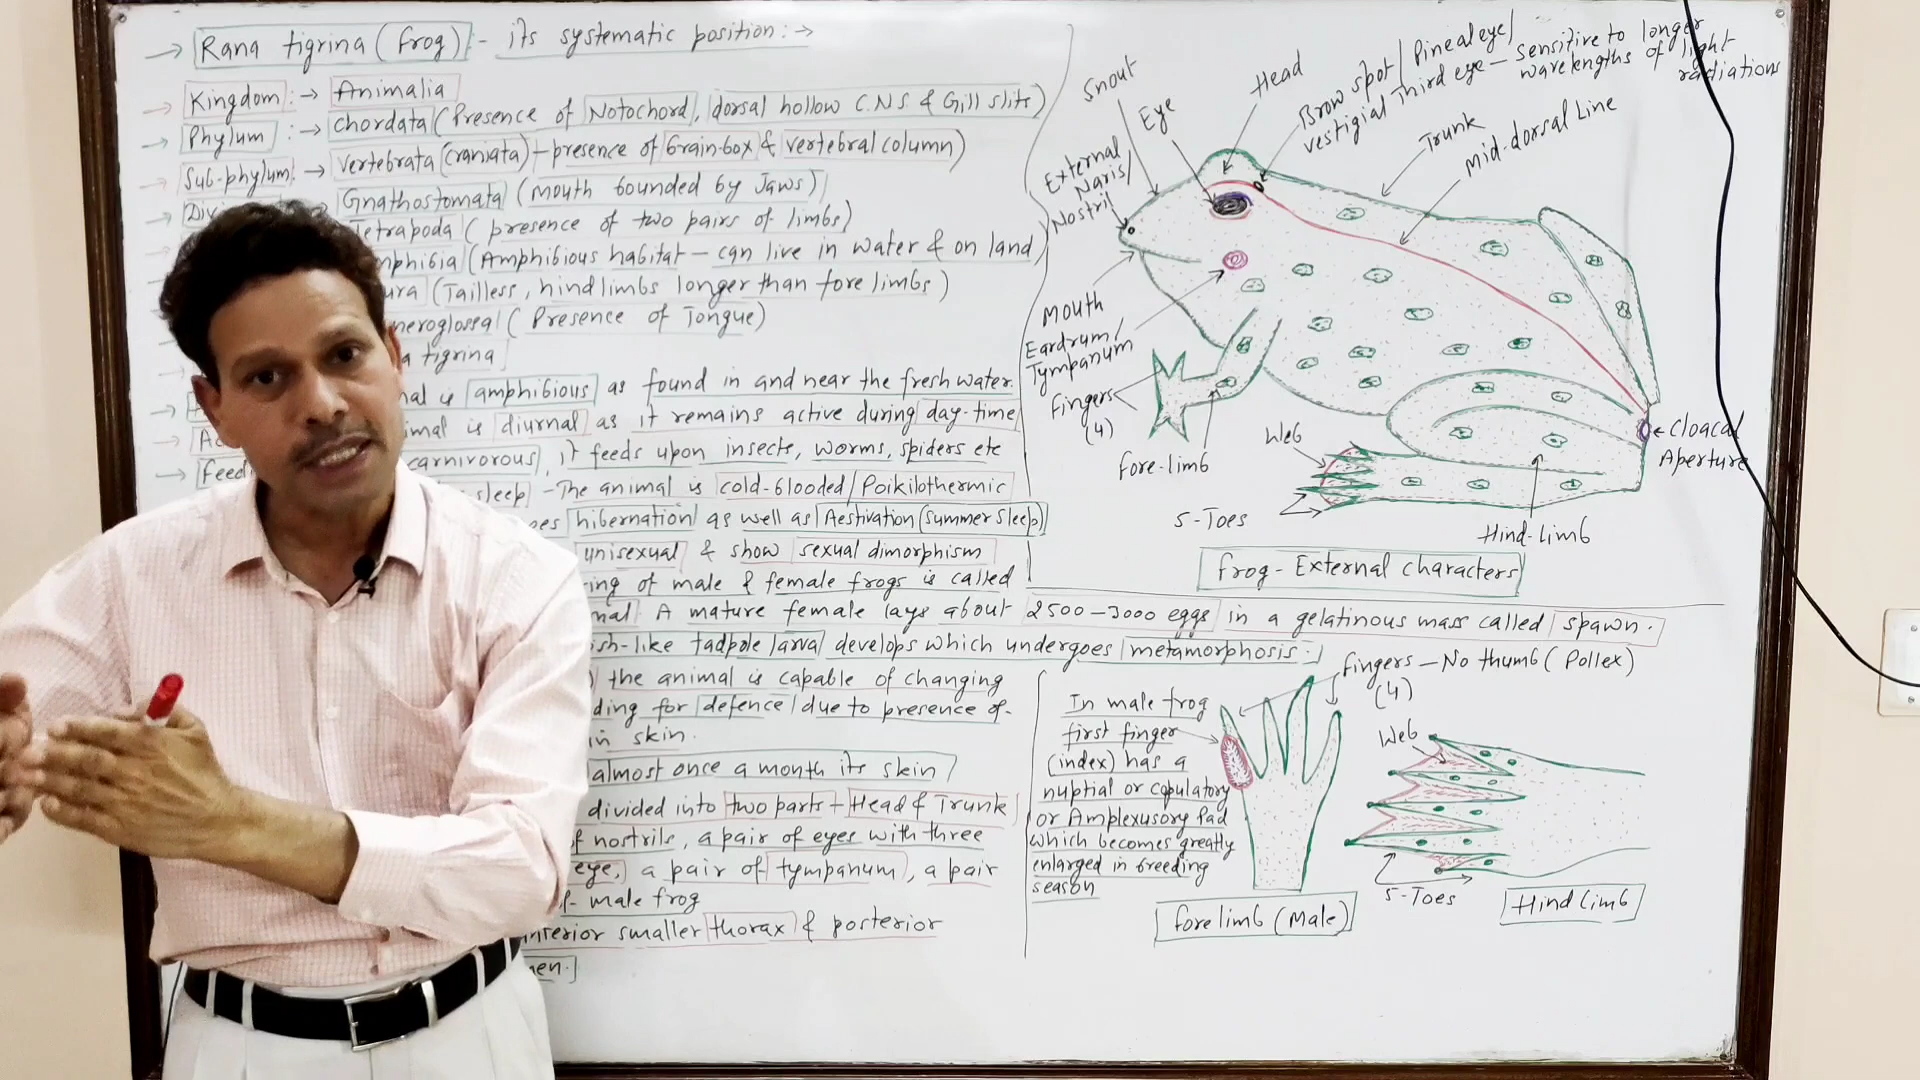 → Rana tigrina (frog) :- its systematic position :→
→ Kingdom :→ Animalia
→ Phylum :→ Chordata (Presence of Notochord, dorsal hollow C.N.S & Gill slits)
→ Sub-phylum: → Vertebrata (craniata) - presence of brain-box & vertebral column)
→ Gnathostomata (mouth bounded by Jaws)
Tetrapoda (presence of two pairs of limbs)
(Amphibious habitat - can live in water & on land)
(Tailless, hindlimbs longer than fore limbs)
(Presence of Tongue)
tigrina
→ amphibious as found in and near the fresh water.
→ is diurnal as it remains active during day-time
→ carnivorous, it feeds upon insects, worms, spiders etc
sleep - The animal is cold-blooded/Poikilothermic
hibernation as well as Aestivation (summer sleep)
unisexual & show sexual dimorphism
of male & female frogs is called
A mature female lays about 2500-3000 eggs in a gelatinous mass called spawn.
tadpole larva develops which undergoes metamorphosis.
the animal is capable of changing
for defence due to presence of
in skin.
almost once a month its skin
divided into two parts - Head & Trunk
nostrils, a pair of eyes with three
eye, a pair of tympanum, a pair
male frog
smaller thorax & posterior
Snout
Eye
Head
Brow spot/Pineal eye/
vestigial Third eye - sensitive to longer
wavelengths of light
radiations
Trunk
Mid-dorsal Line
External
Naris/
Nostril
Mouth
Eardrum/
Tympanum
fingers
(4)
fore-limb
Web
5-Toes
Hind-limb
← Cloacal
Aperture
frog - External characters
fingers - No thumb (Pollex)
(4)
In male frog
first finger
(index) has a
nuptial or copulatory
or Amplexusory Pad
which becomes greatly
enlarged in breeding
season
fore limb (Male)
Web
5-Toes
Hind limb